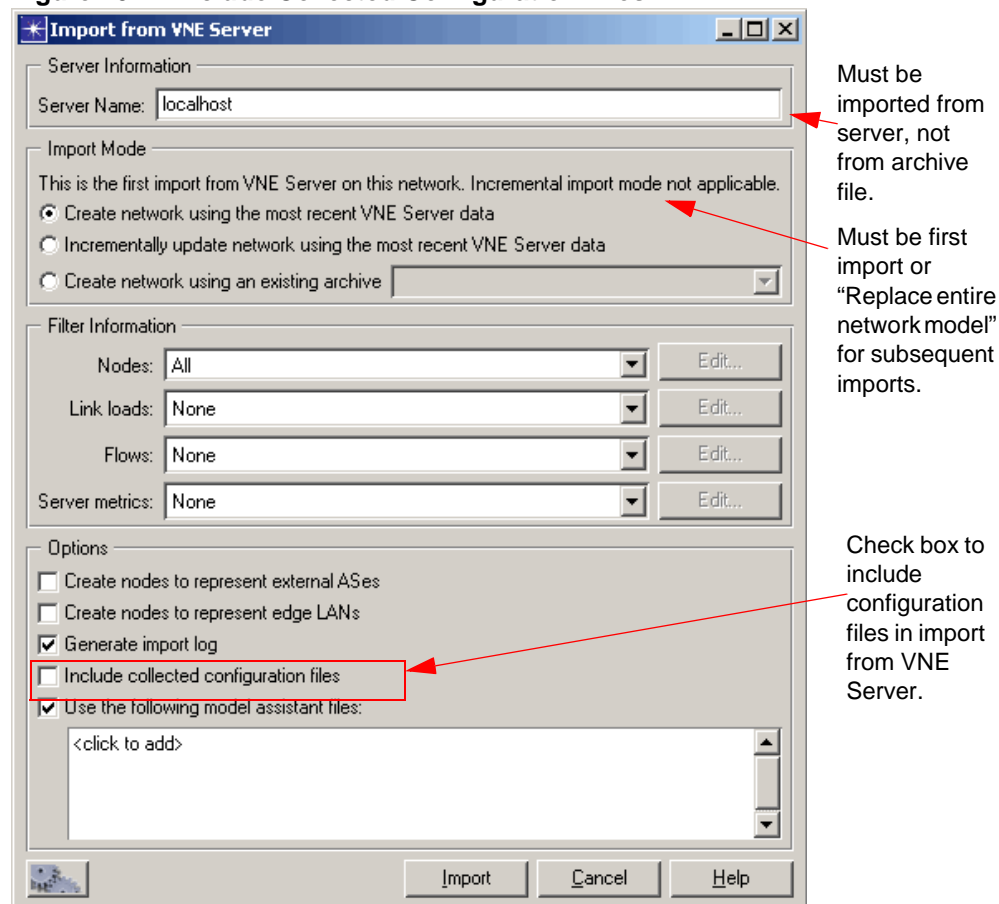 Import from VNE Server
Server Information
Server Name: localhost
Import Mode
This is the first import from VNE Server on this network. Incremental import mode not applicable.
Create network using the most recent VNE Server data
Incrementally update network using the most recent VNE Server data
Create network using an existing archive
Filter Information
Nodes: All Edit...
Link loads: None Edit...
Flows: None Edit...
Server metrics: None Edit...
Options
Create nodes to represent external ASes
Create nodes to represent edge LANs
Generate import log
Include collected configuration files
Use the following model assistant files:
<click to add>
Import Cancel Help
Must be
imported from
server, not
from archive
file.
Must be first
import or
“Replace entire
network model”
for subsequent
imports.
Check box to
include
configuration
files in import
from VNE
Server.